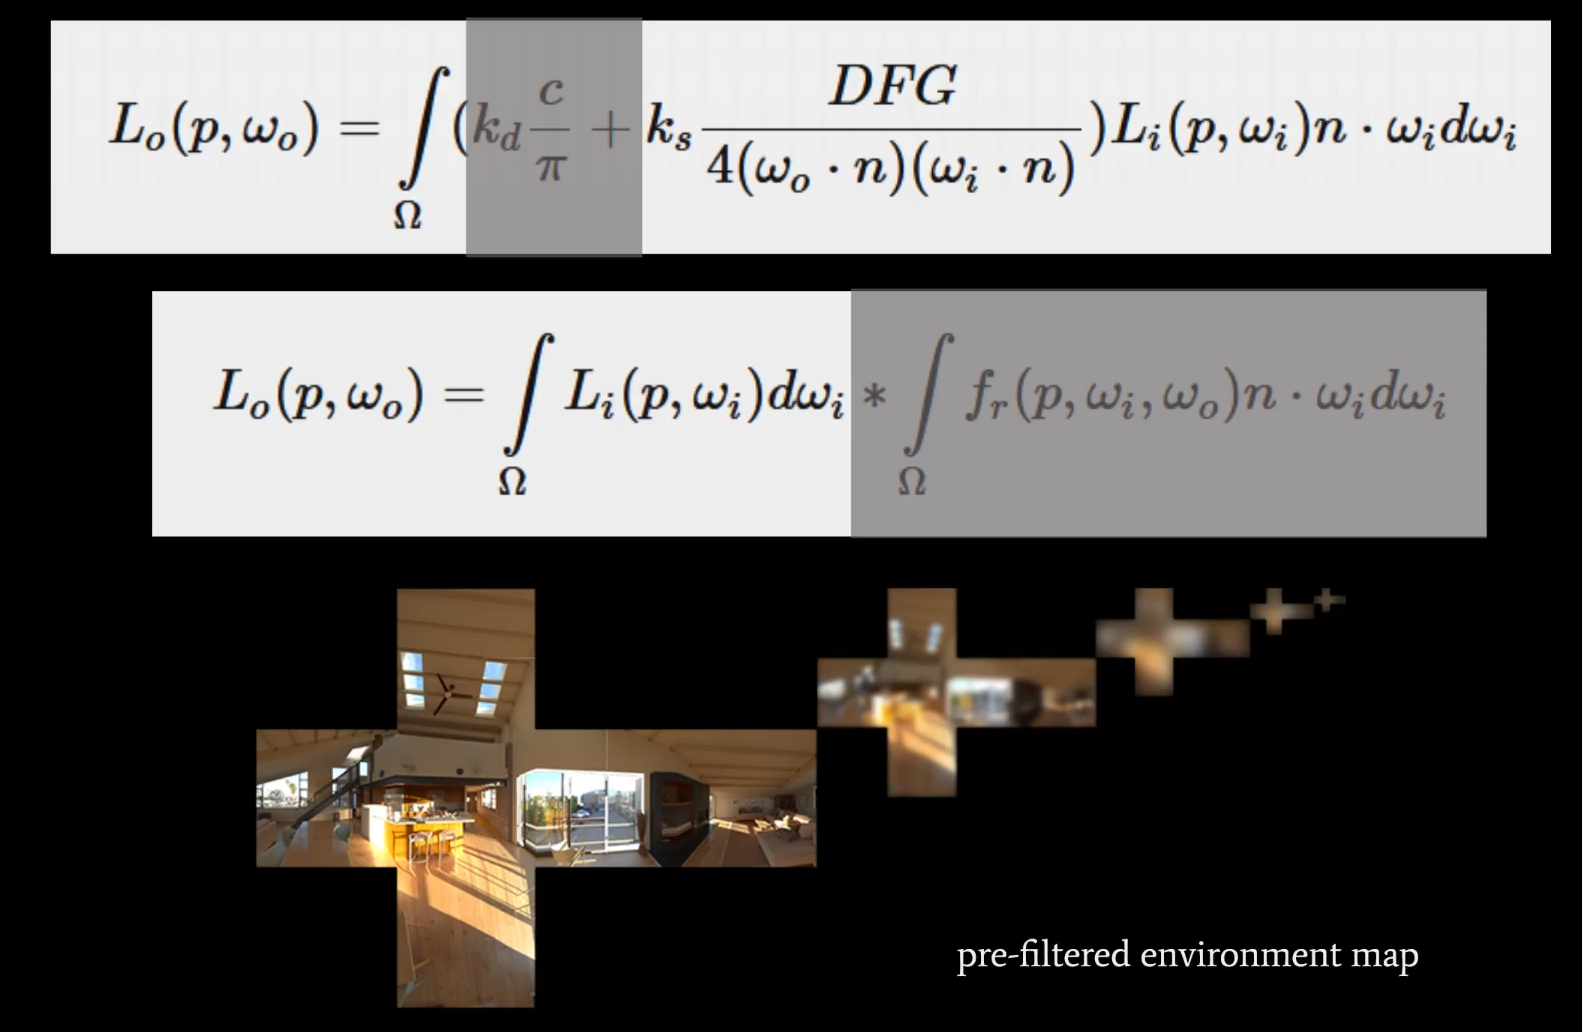 L_o(p, ω_o) = ∫_Ω (k_d c/π + k_s DFG/(4(ω_o · n)(ω_i · n)))L_i(p, ω_i)n · ω_i dω_i
L_o(p, ω_o) = ∫_Ω L_i(p, ω_i)dω_i * ∫_Ω f_r(p, ω_i, ω_o)n · ω_i dω_i
pre-filtered environment map